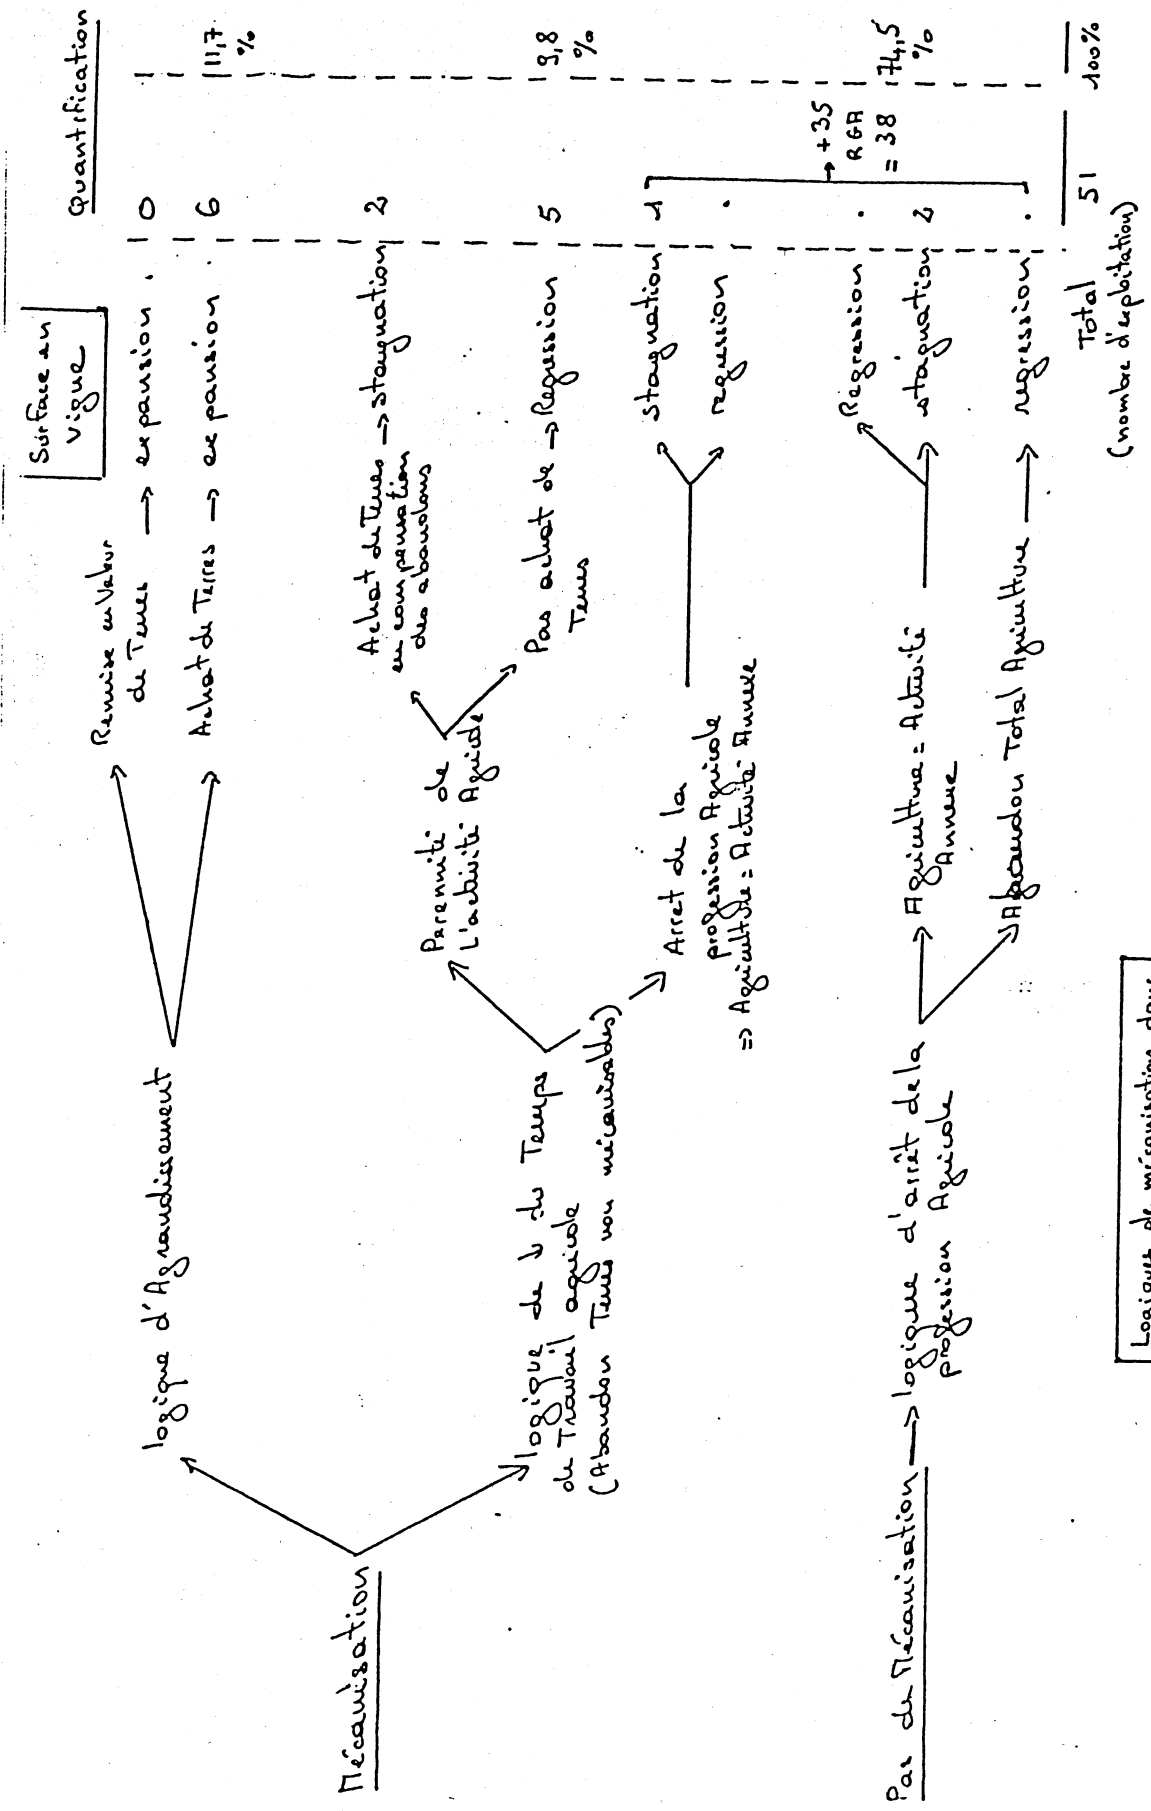 Surface en
Vigne
Quantification
Mécanisation
logique d'Agrandissement
Remise en Valeur
de Terres → expansion . 0
Achat de Terres → expansion . 6
11,7
%
logique de ↓ du Temps
de Travail agricole
(Abandon Terres non mécanisables)
Perennité de
L'activité Agricole
Achat de Terres → stagnation 2
en compensation
des abandons
Pas achat de → Regression 5
Terres
9,8
%
Arret de la
profession Agricole
=> Agriculture = Activité Annexe
stagnation 1
regression .
Pas de Mécanisation → logique d'arrêt de la
profession Agricole
Agriculture = Activité
Annexe
Regression .
stagnation 2
Abandon Total Agriculture → regression .
→ +35
RGA
= 38
74,5
%
Total 51 100%
(nombre d'exploitation)
Logiques de mécanisation dans